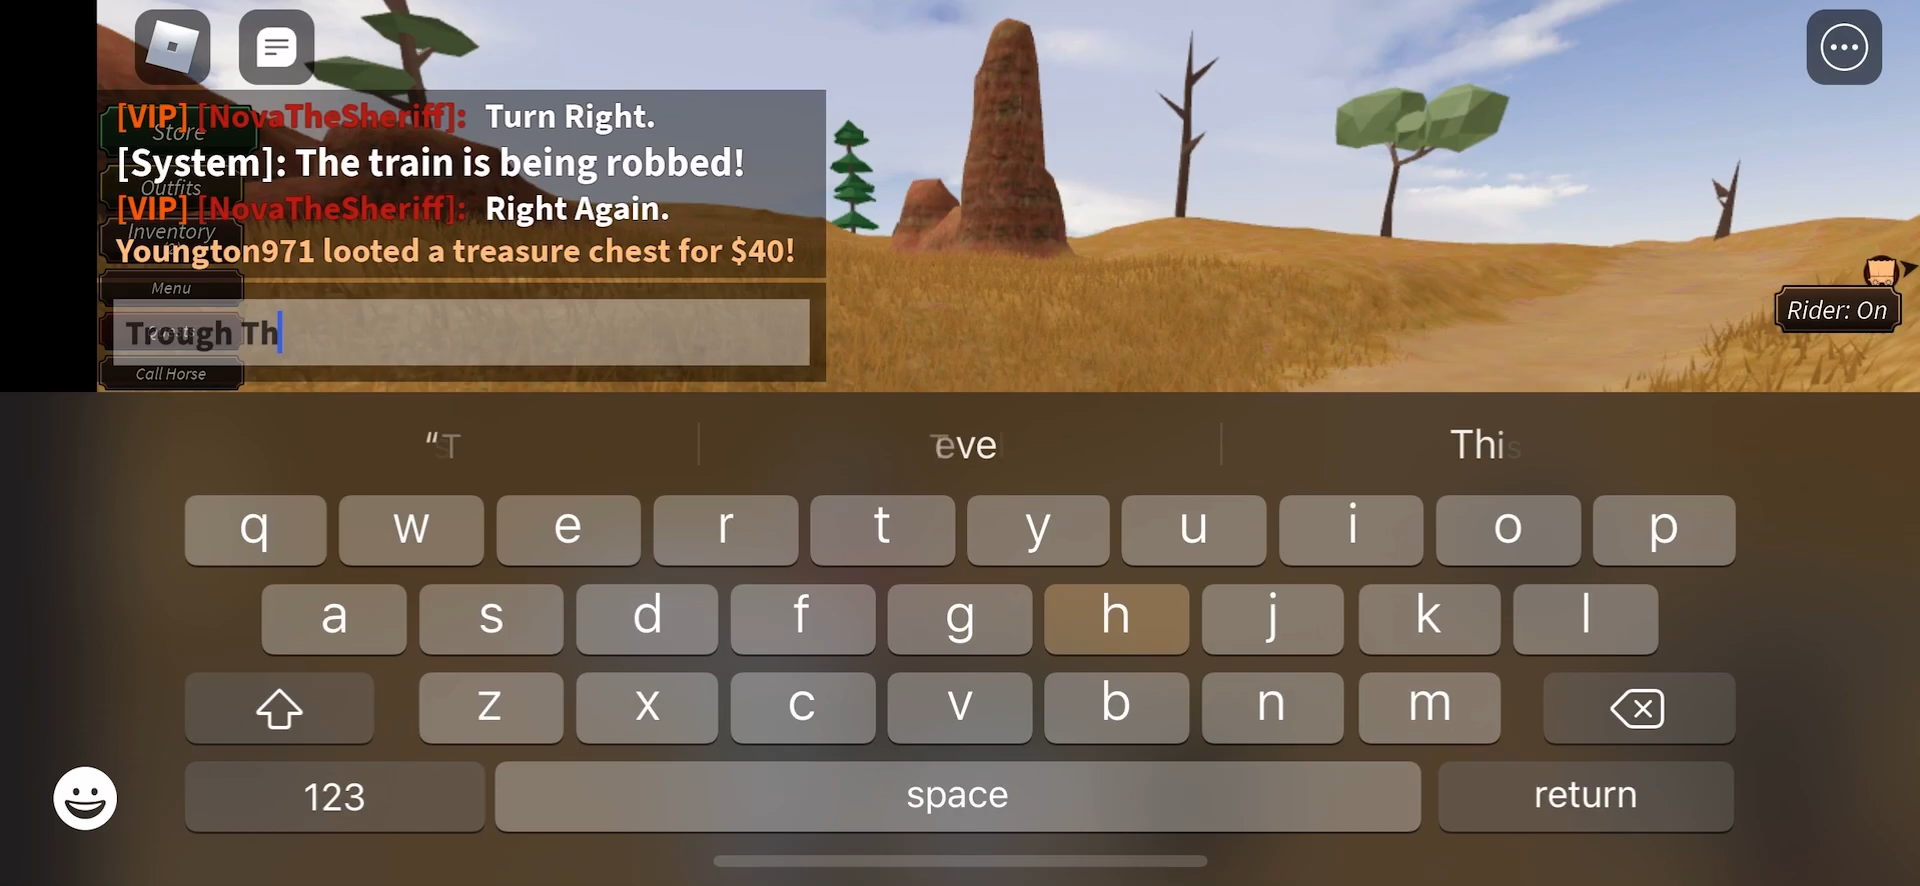 [VIP] [NovaTheSheriff]: Turn Right.
Store
[System]: The train is being robbed!
Outfits
[VIP] [NovaTheSheriff]: Right Again.
Inventory
Youngton971 looted a treasure chest for $40!
Menu
Trough Th
Call Horse
Rider: On
"T eve This
q w e r t y u i o p
a s d f g h j k l
z x c v b n m
123 space return